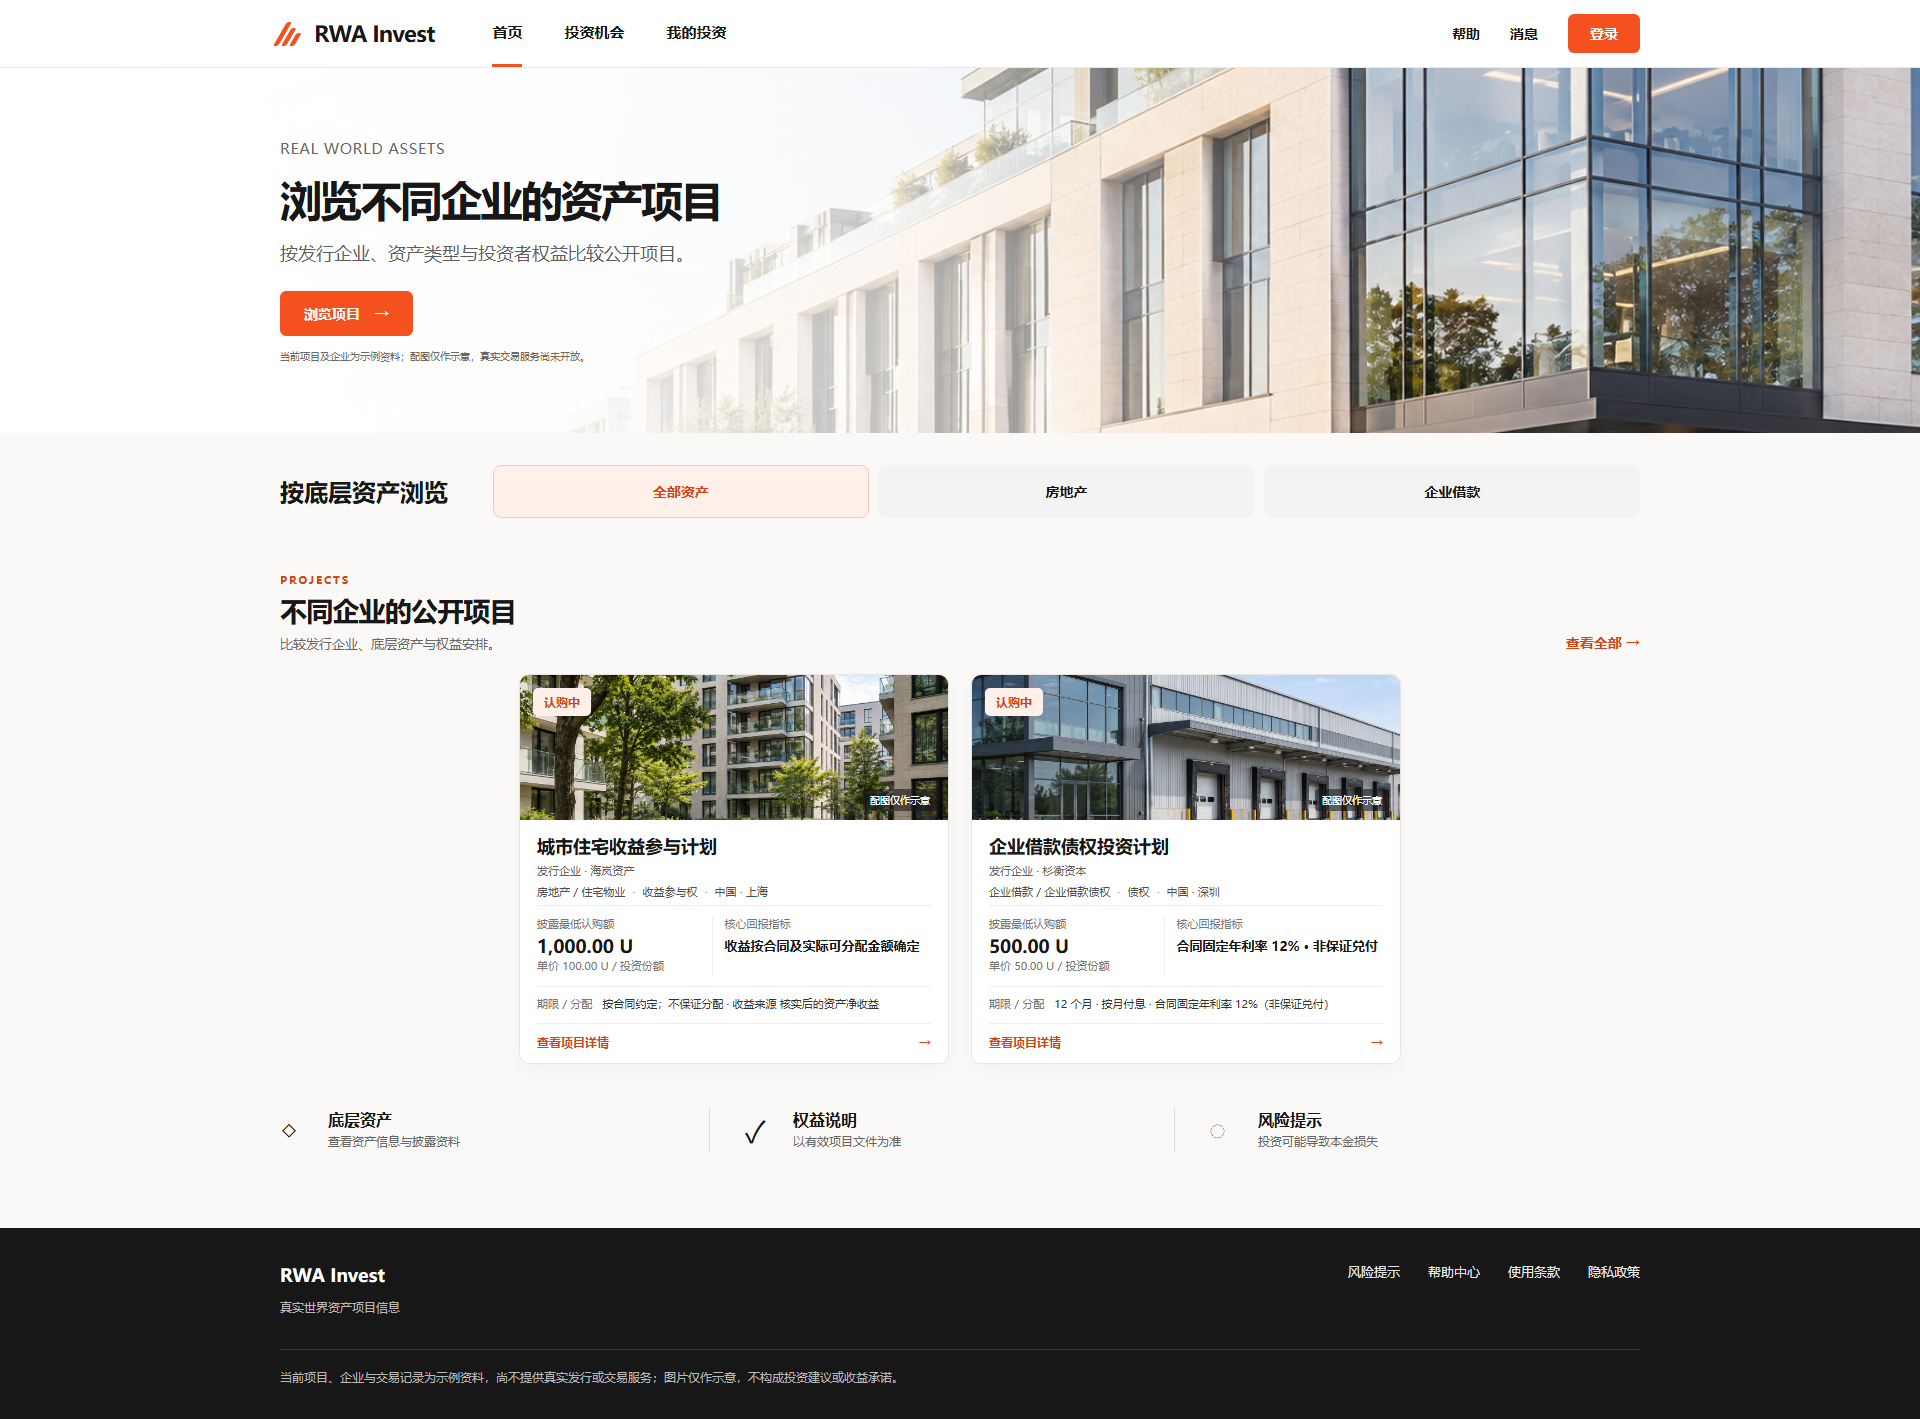 RWA Invest
首页
投资机会
我的投资
帮助
消息
登录
REAL WORLD ASSETS
浏览不同企业的资产项目
按发行企业、资产类型与投资者权益比较公开项目。
浏览项目 →
当前项目及企业为示例资料；配图仅作示意，真实交易服务尚未开放。
按底层资产浏览
全部资产
房地产
企业借款
PROJECTS
不同企业的公开项目
比较发行企业、底层资产与权益安排。
查看全部 →
认购中
配图仅作示意
城市住宅收益参与计划
发行企业 · 海岚资产
房地产 / 住宅物业 · 收益参与权 · 中国 · 上海
披露最低认购额
1,000.00 U
单价 100.00 U / 投资份额
核心回报指标
收益按合同及实际可分配金额确定
期限 / 分配 按合同约定；不保证分配 · 收益来源 核实后的资产净收益
查看项目详情 →
认购中
配图仅作示意
企业借款债权投资计划
发行企业 · 杉衡资本
企业借款 / 企业借款债权 · 债权 · 中国 · 深圳
披露最低认购额
500.00 U
单价 50.00 U / 投资份额
核心回报指标
合同固定年利率 12% • 非保证兑付
期限 / 分配 12 个月 · 按月付息 · 合同固定年利率 12%（非保证兑付）
查看项目详情 →
底层资产
查看资产信息与披露资料
权益说明
以有效项目文件为准
风险提示
投资可能导致本金损失
RWA Invest
真实世界资产项目信息
风险提示
帮助中心
使用条款
隐私政策
当前项目、企业与交易记录为示例资料，尚不提供真实发行或交易服务；图片仅作示意，不构成投资建议或收益承诺。